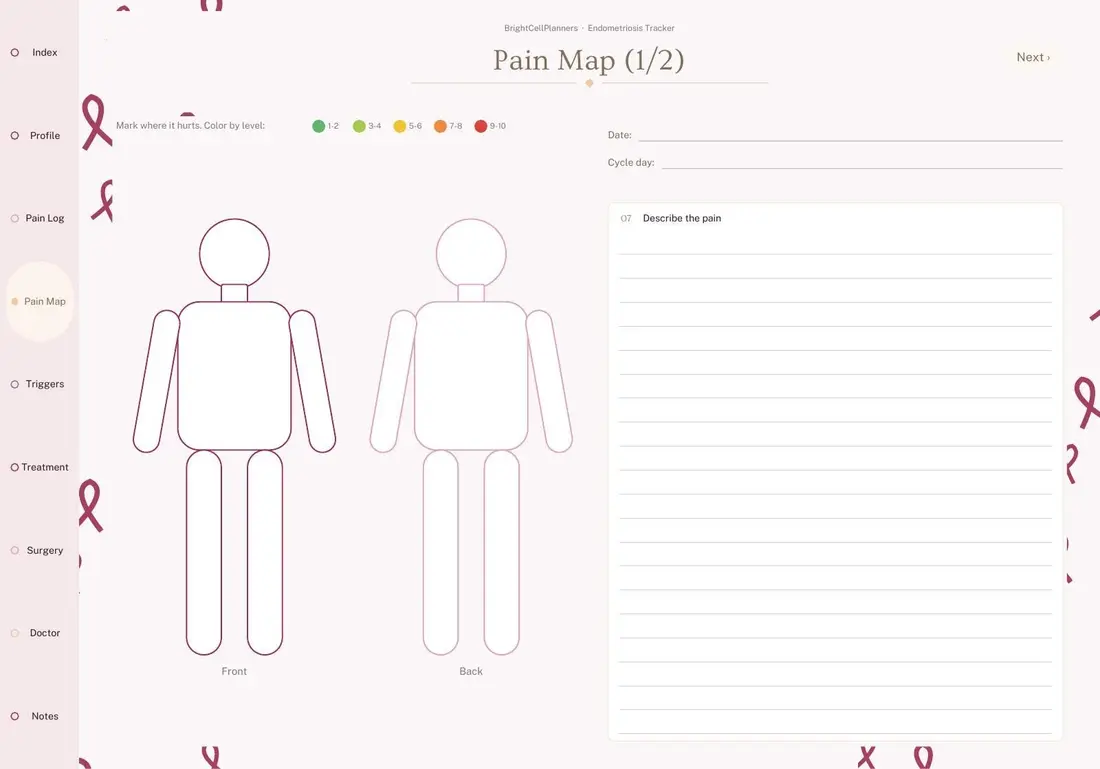 Index
Profile
Pain Log
Pain Map
Triggers
Treatment
Surgery
Doctor
Notes
BrightCellPlanners · Endometriosis Tracker
Pain Map (1/2)
Next ›
Mark where it hurts. Color by level:
1-2 3-4 5-6 7-8 9-10
Front
Back
Date:
Cycle day:
07 Describe the pain